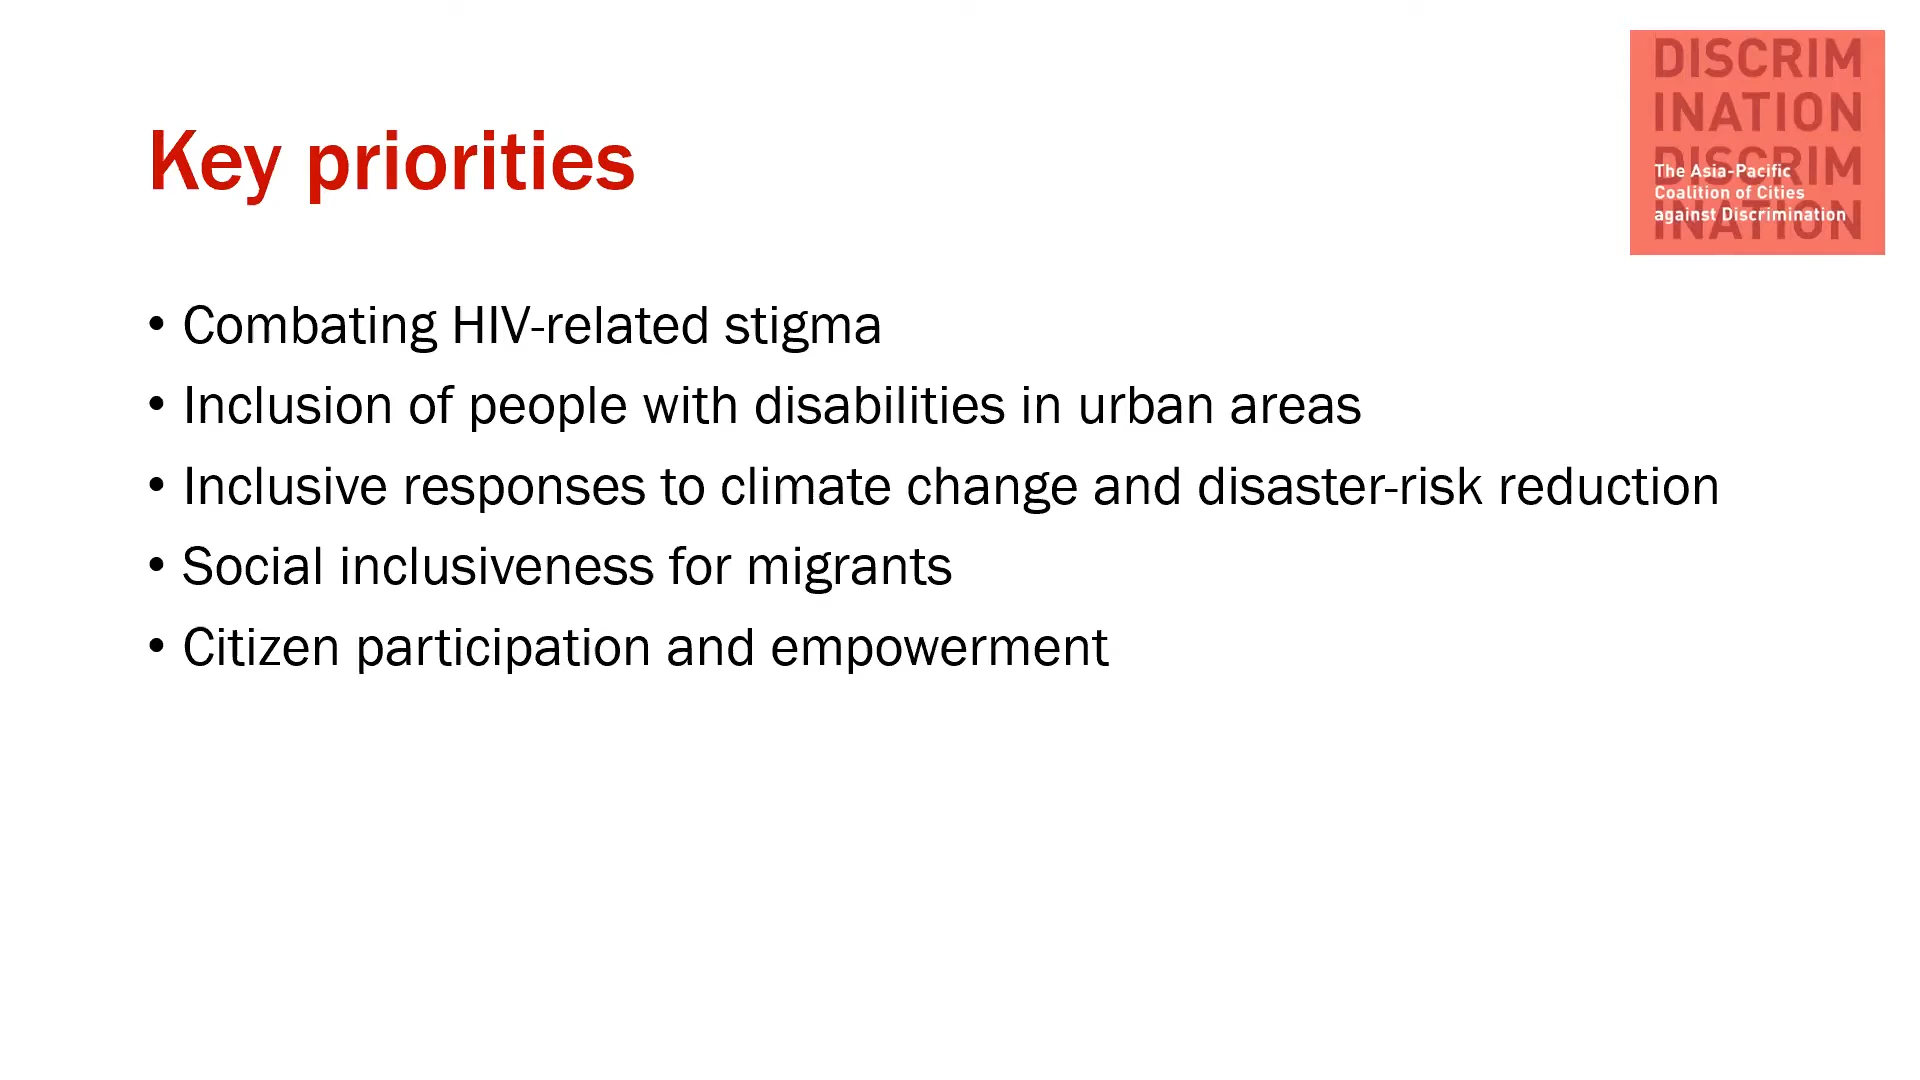 Key priorities
DISCRIM
INATION
DISCRIM
INATION
The Asia-Pacific
Coalition of Cities
against Discrimination
• Combating HIV-related stigma
• Inclusion of people with disabilities in urban areas
• Inclusive responses to climate change and disaster-risk reduction
• Social inclusiveness for migrants
• Citizen participation and empowerment